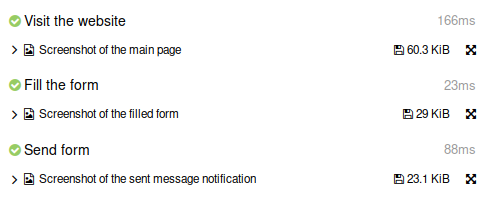 Visit the website 166ms
Screenshot of the main page 60.3 KiB
Fill the form 23ms
Screenshot of the filled form 29 KiB
Send form 88ms
Screenshot of the sent message notification 23.1 KiB